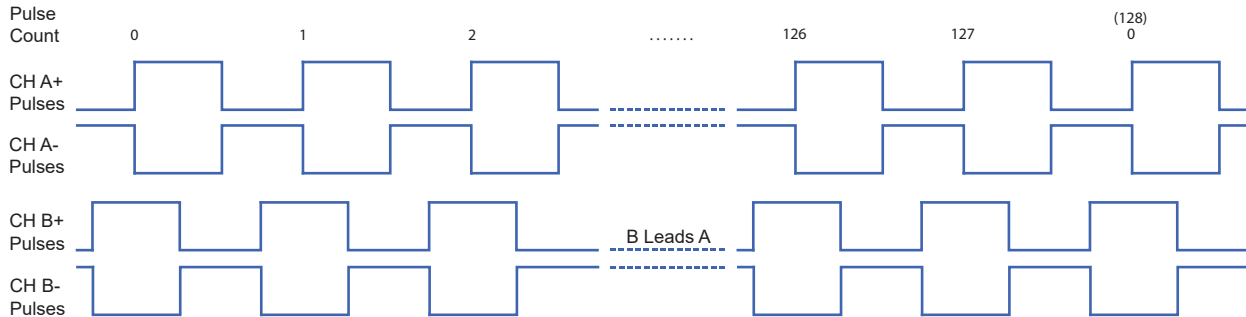 Pulse
Count
0
1
2
.......
126
127
(128)
0
CH A+
Pulses
CH A-
Pulses
CH B+
Pulses
B Leads A
CH B-
Pulses